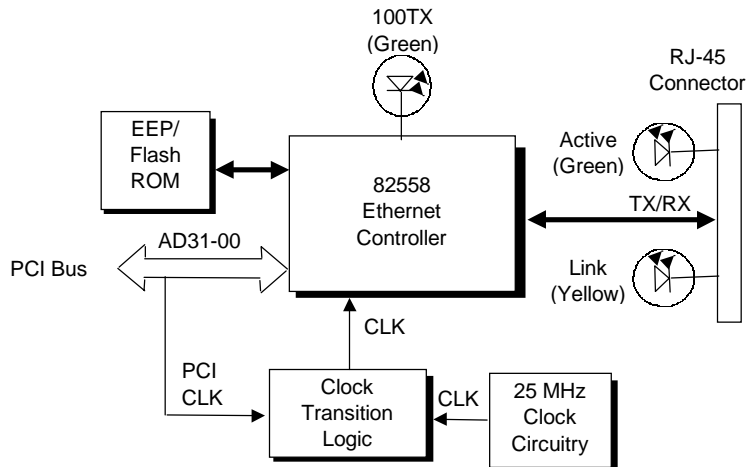 100TX
(Green)
RJ-45
Connector
EEP/
Flash
ROM
Active
(Green)
82558
Ethernet
Controller
TX/RX
AD31-00
PCI Bus
Link
(Yellow)
CLK
PCI
CLK
Clock
Transition
Logic
CLK
25 MHz
Clock
Circuitry